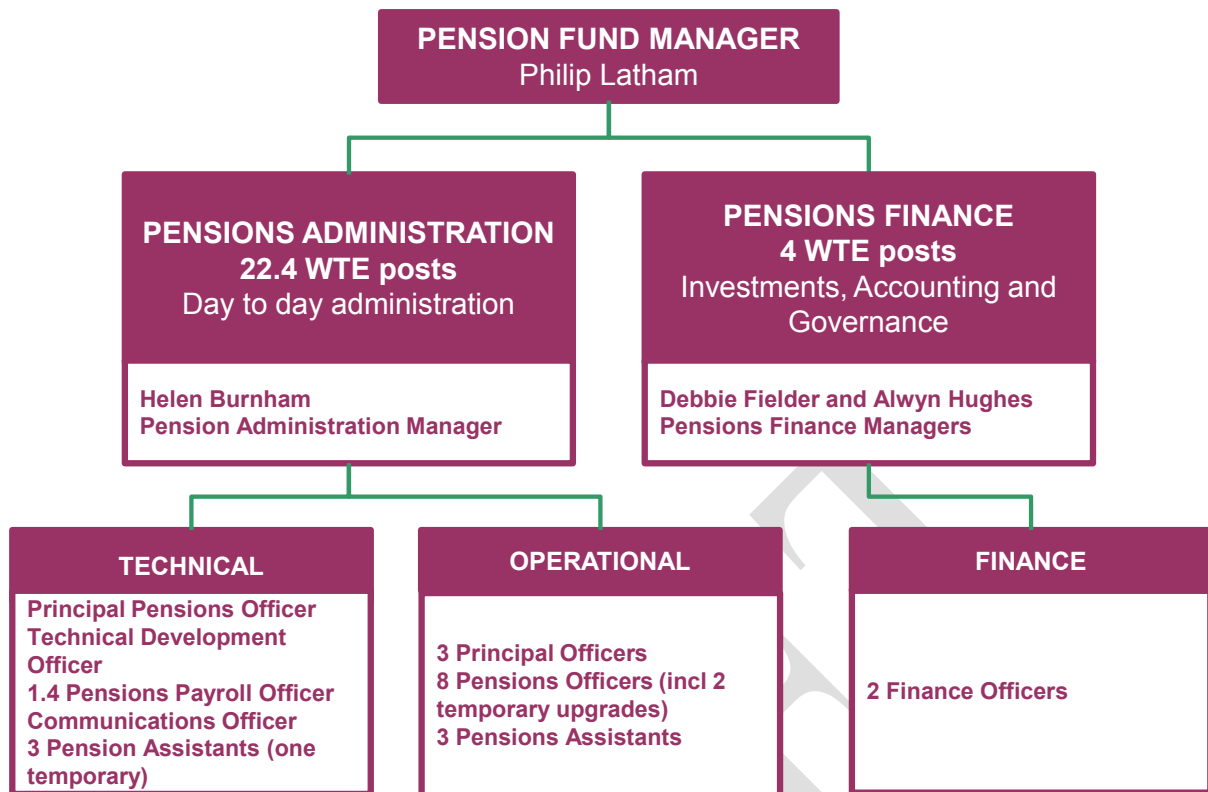 PENSION FUND MANAGER
Philip Latham
PENSIONS ADMINISTRATION
22.4 WTE posts
Day to day administration
Helen Burnham
Pension Administration Manager
PENSIONS FINANCE
4 WTE posts
Investments, Accounting and
Governance
Debbie Fielder and Alwyn Hughes
Pensions Finance Managers
TECHNICAL
Principal Pensions Officer
Technical Development
Officer
1.4 Pensions Payroll Officer
Communications Officer
3 Pension Assistants (one
temporary)
OPERATIONAL
3 Principal Officers
8 Pensions Officers (incl 2
temporary upgrades)
3 Pensions Assistants
FINANCE
2 Finance Officers